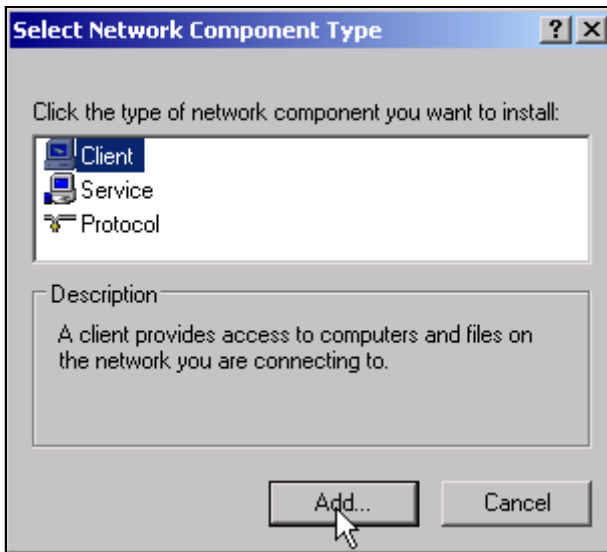 Select Network Component Type
Click the type of network component you want to install:
Client
Service
Protocol
Description
A client provides access to computers and files on
the network you are connecting to.
Add...
Cancel